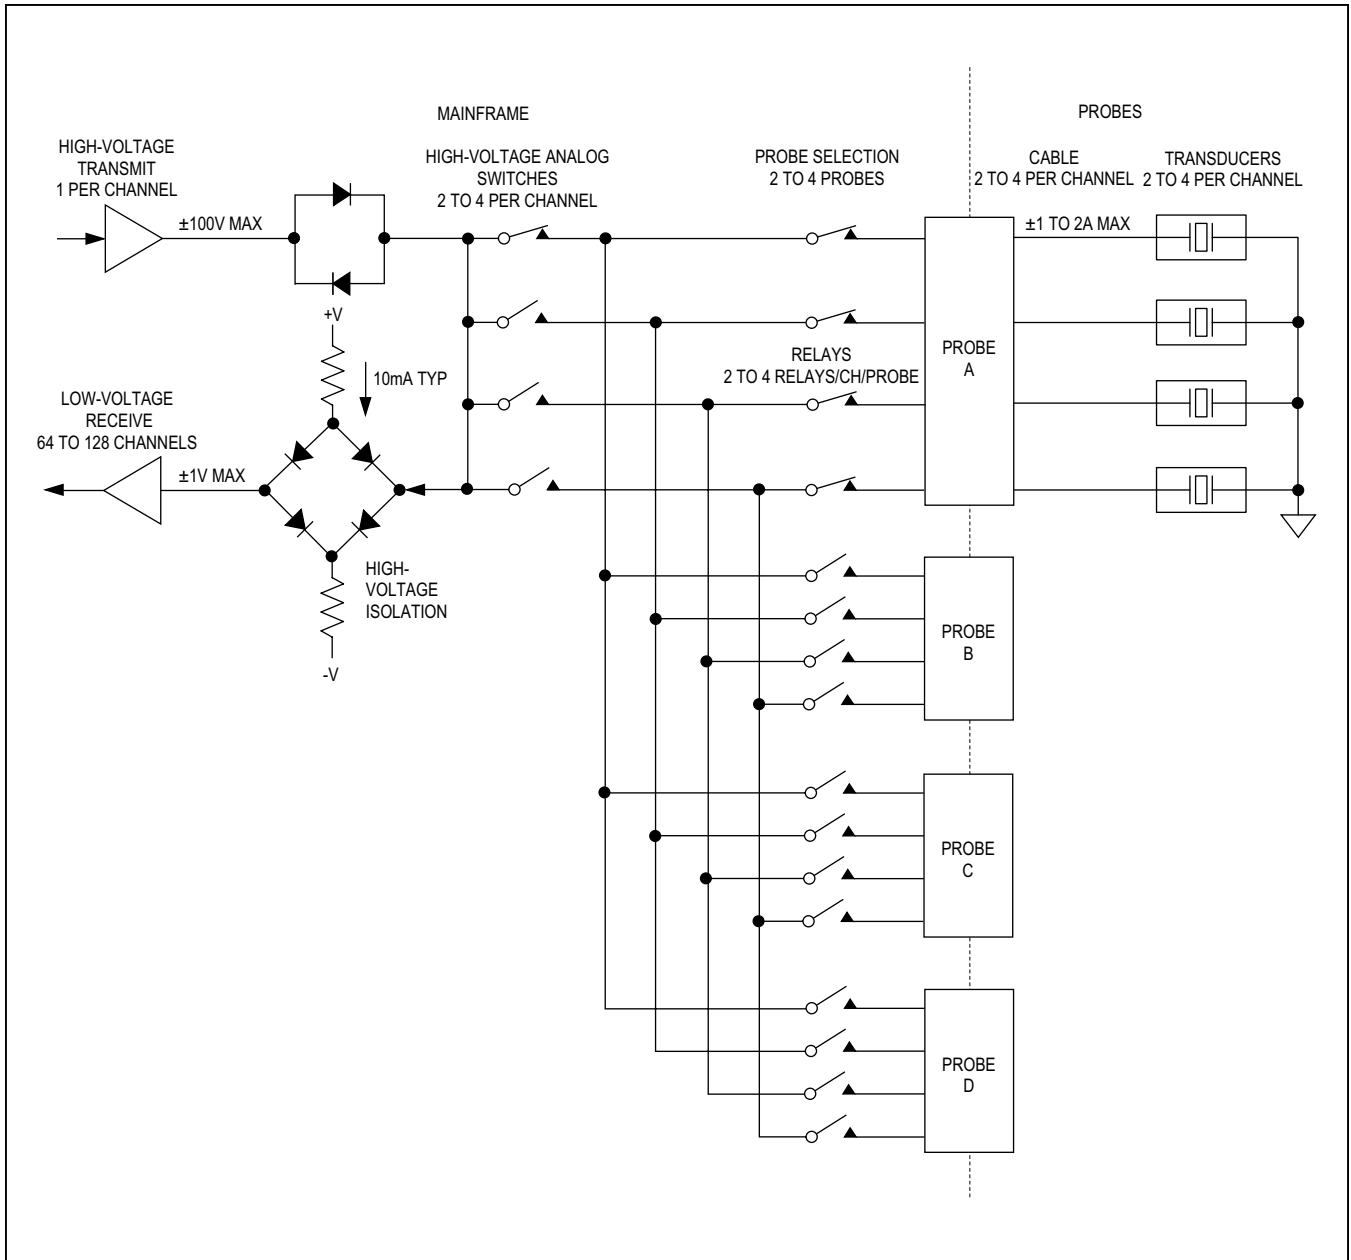 MAINFRAME
PROBES
HIGH-VOLTAGE
TRANSMIT
1 PER CHANNEL
HIGH-VOLTAGE ANALOG
SWITCHES
2 TO 4 PER CHANNEL
PROBE SELECTION
2 TO 4 PROBES
CABLE
2 TO 4 PER CHANNEL
TRANSDUCERS
2 TO 4 PER CHANNEL
±100V MAX
±1 TO 2A MAX
+V
10mA TYP
RELAYS
2 TO 4 RELAYS/CH/PROBE
PROBE
A
LOW-VOLTAGE
RECEIVE
64 TO 128 CHANNELS
±1V MAX
HIGH-
VOLTAGE
ISOLATION
-V
PROBE
B
PROBE
C
PROBE
D